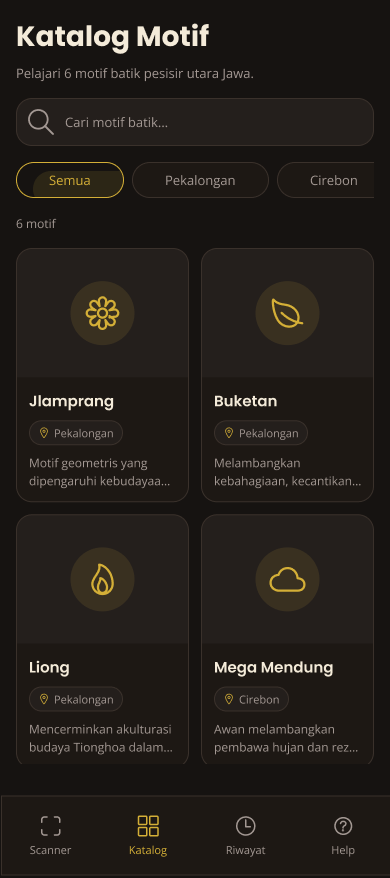 Katalog Motif
Pelajari 6 motif batik pesisir utara Jawa.
Cari motif batik...
Semua
Pekalongan
Cirebon
6 motif
Jlamprang
Pekalongan
Motif geometris yang
dipengaruhi kebudayaa...
Buketan
Pekalongan
Melambangkan
kebahagiaan, kecantikan...
Liong
Pekalongan
Mencerminkan akulturasi
budaya Tionghoa dalam...
Mega Mendung
Cirebon
Awan melambangkan
pembawa hujan dan rez...
Scanner
Katalog
Riwayat
Help